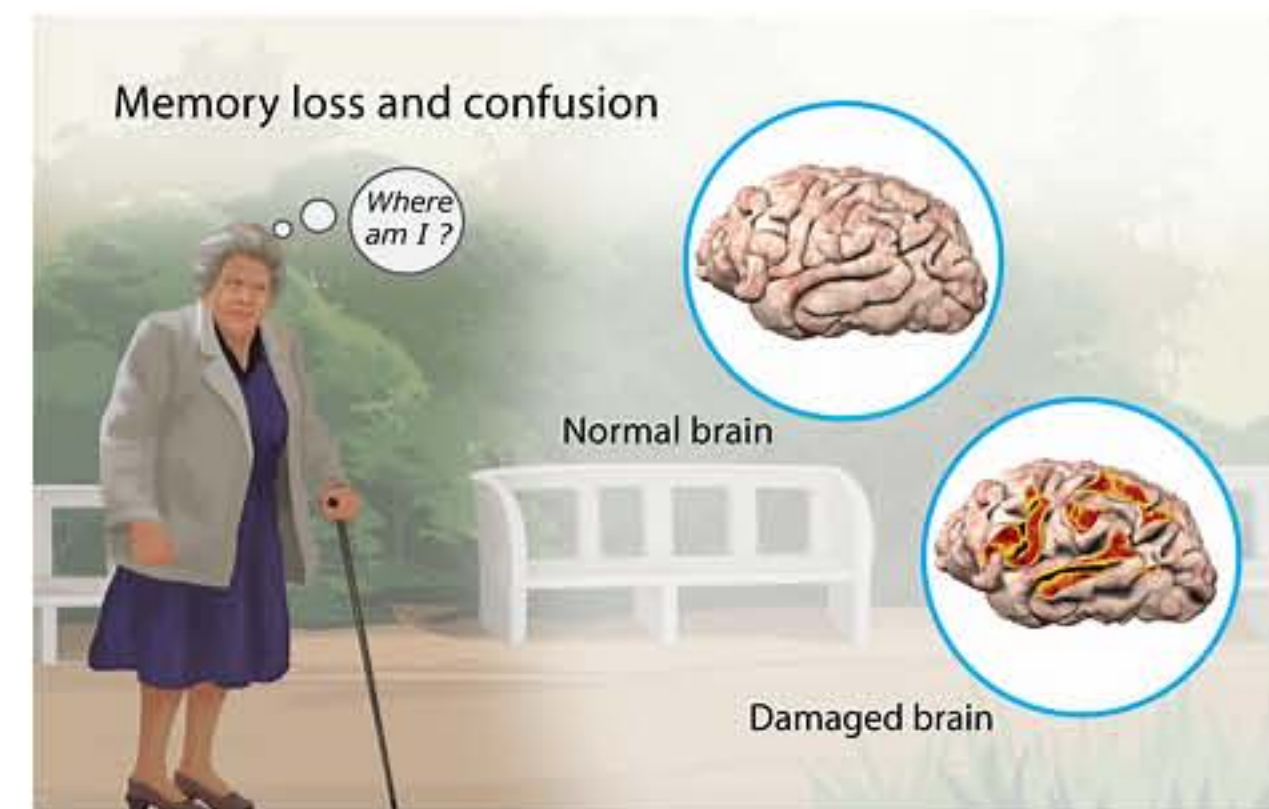 Memory loss and confusion
Where
am I ?
Normal brain
Damaged brain